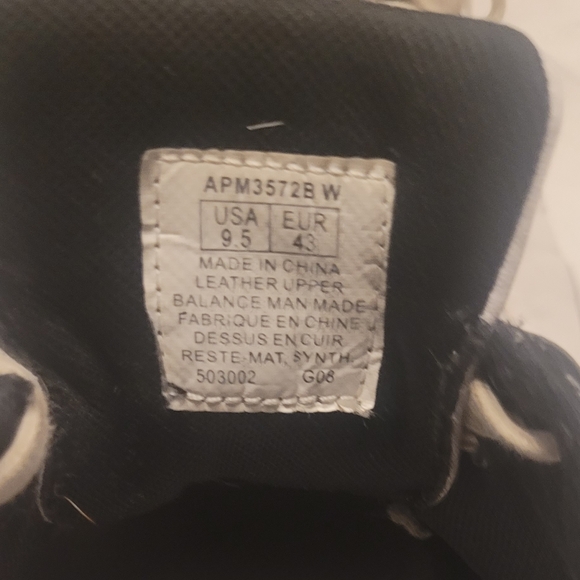 APM3572B W
USA EUR
9.5 43
MADE IN CHINA
LEATHER UPPER
BALANCE MAN MADE
FABRIQUE EN CHINE
DESSUS EN CUIR
RESTE-MAT. SYNTH.
503002 G08